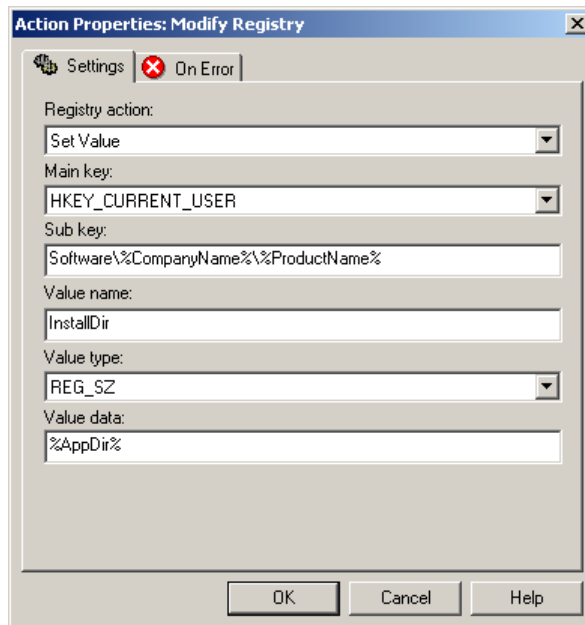 Action Properties: Modify Registry
Settings
On Error
Registry action:
Set Value
Main key:
HKEY_CURRENT_USER
Sub key:
Software\%CompanyName%\%ProductName%
Value name:
InstallDir
Value type:
REG_SZ
Value data:
%AppDir%
OK Cancel Help